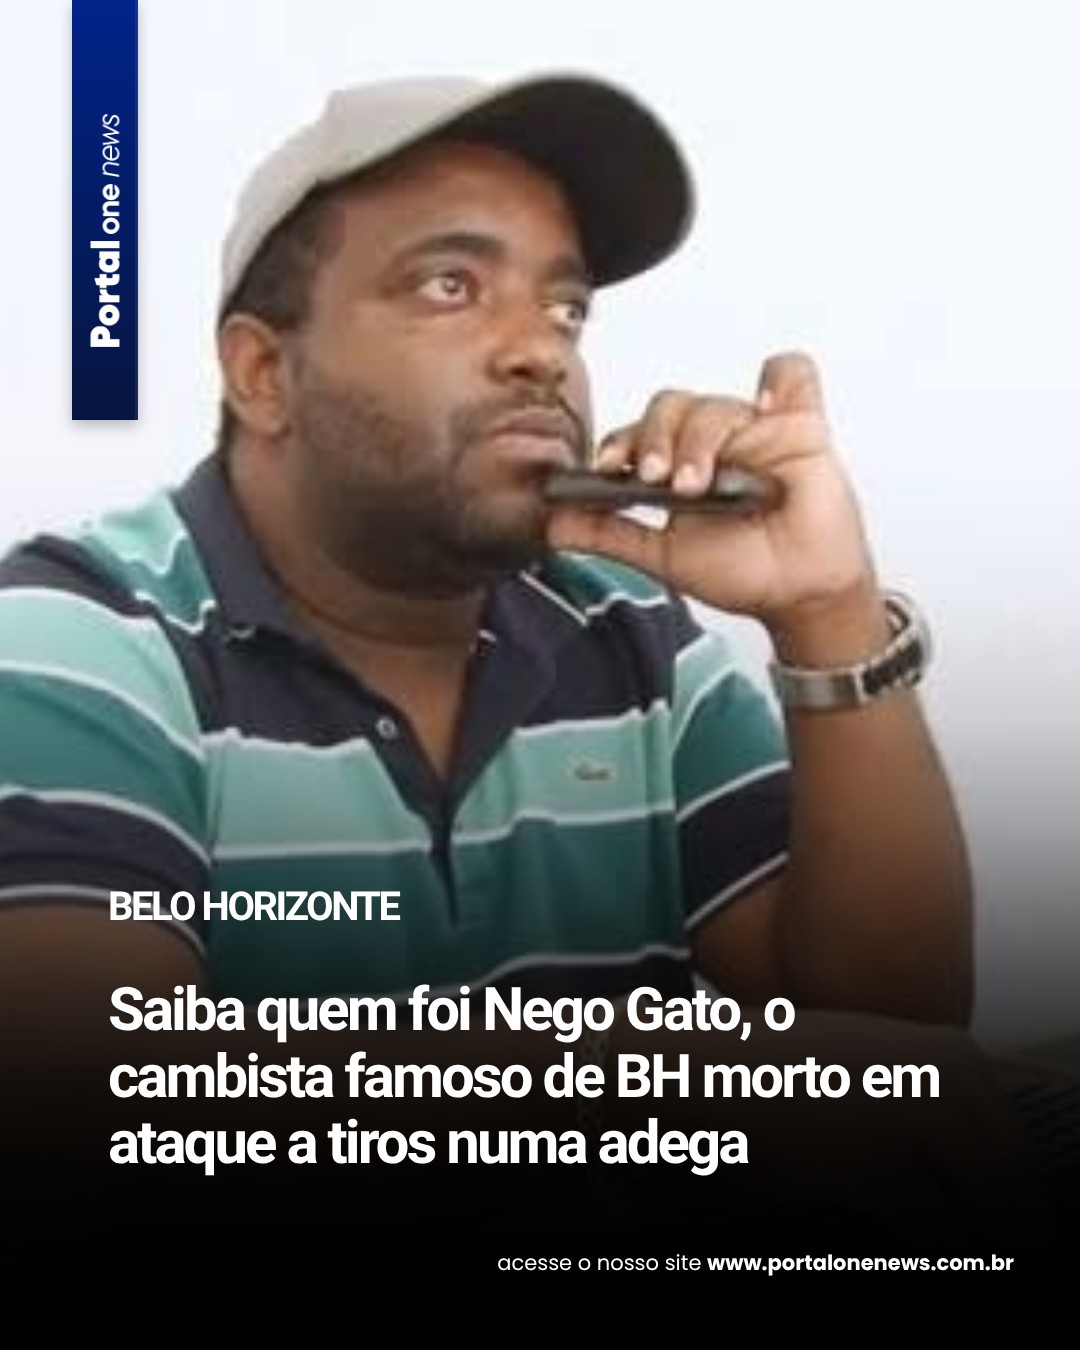 Portal one news
BELO HORIZONTE
Saiba quem foi Nego Gato, o
cambista famoso de BH morto em
ataque a tiros numa adega
acesse o nosso site www.portalonenews.com.br